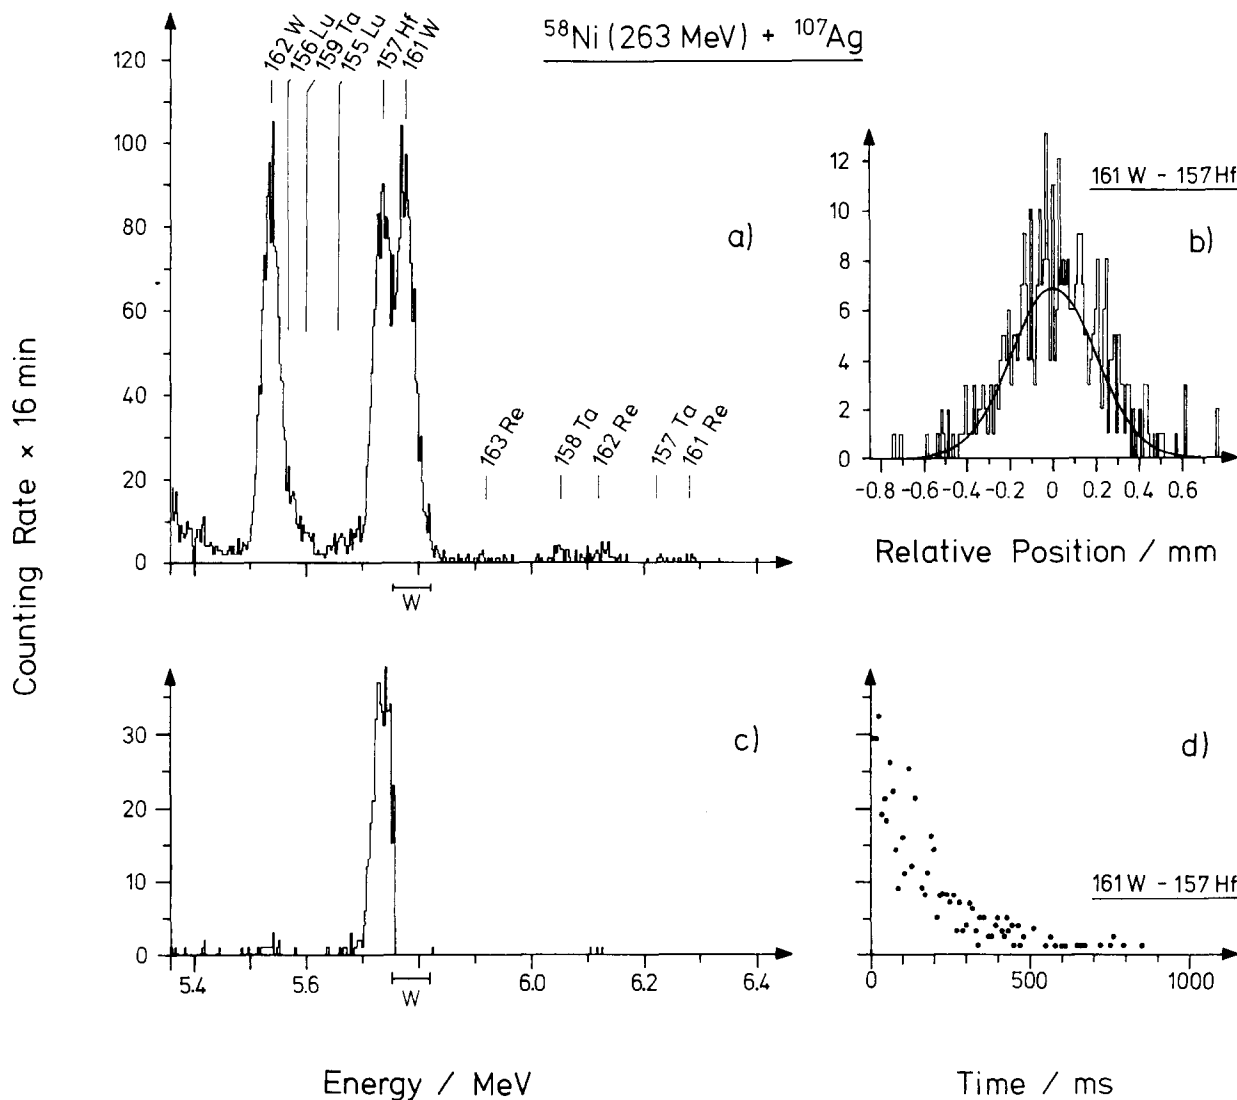 ⁵⁸Ni (263 MeV) + ¹⁰⁷Ag
Counting Rate × 16 min
162 W
156 Lu
159 Ta
155 Lu
157 Hf
161 W
120
100
80
60
40
20
0
a)
163 Re
158 Ta
162 Re
157 Ta
161 Re
W
12
10
8
6
4
2
0
161 W - 157 Hf
b)
-0.8 -0.6 -0.4 -0.2 0 0.2 0.4 0.6
Relative Position / mm
30
20
10
0
c)
5.4 5.6 6.0 6.2 6.4
W
Energy / MeV
d)
161 W - 157 Hf
0 500 1000
Time / ms